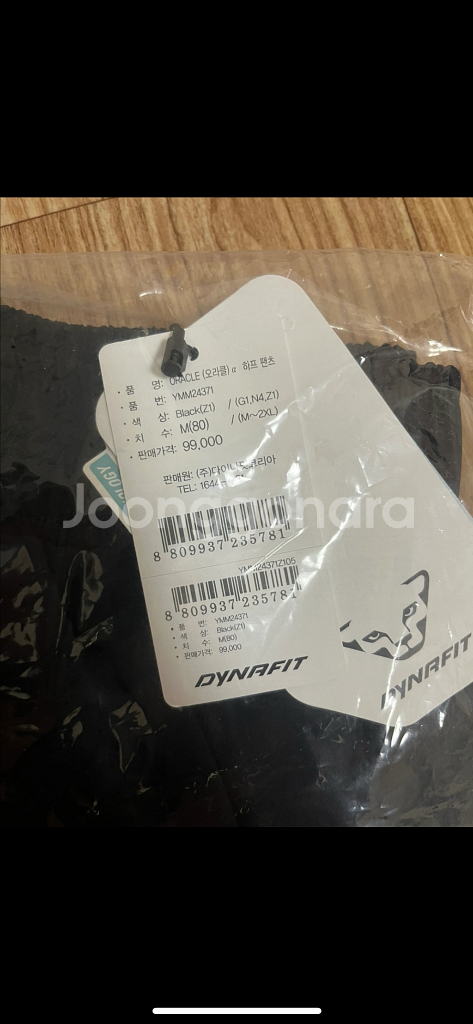 · 품 명: ORACLE (오라클) α 하프 팬츠
· 품 번: YMM24371
· 색 상: Black(Z1) / (G1,N4,Z1)
· 치 수: M(80) / (M~2XL)
· 판매가격: 99,000
판매원: (주)다이나핏코리아
TEL: 1644-
OLOGY
Joongonara
8 809937 235781
YMM24371Z105
8 809937 235781
· 품 번: YMM24371
· 색 상: Black(Z1)
· 치 수: M(80)
· 판매가격: 99,000
DYNAFIT
DYNAFIT